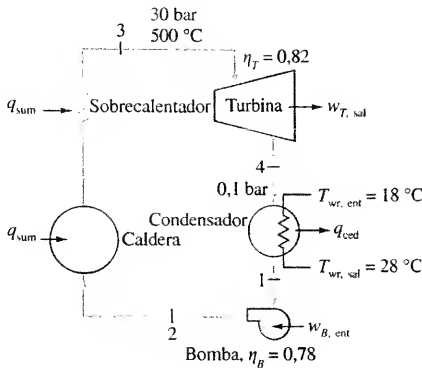 30 bar
500 °C
3
η_T = 0,82
q_sum
Sobrecalentador
Turbina
w_T, sal
4
0,1 bar
T_wr, ent = 18 °C
Condensador
q_ced
q_sum
Caldera
T_wr, sal = 28 °C
1
1
2
w_B, ent
Bomba, η_B = 0,78